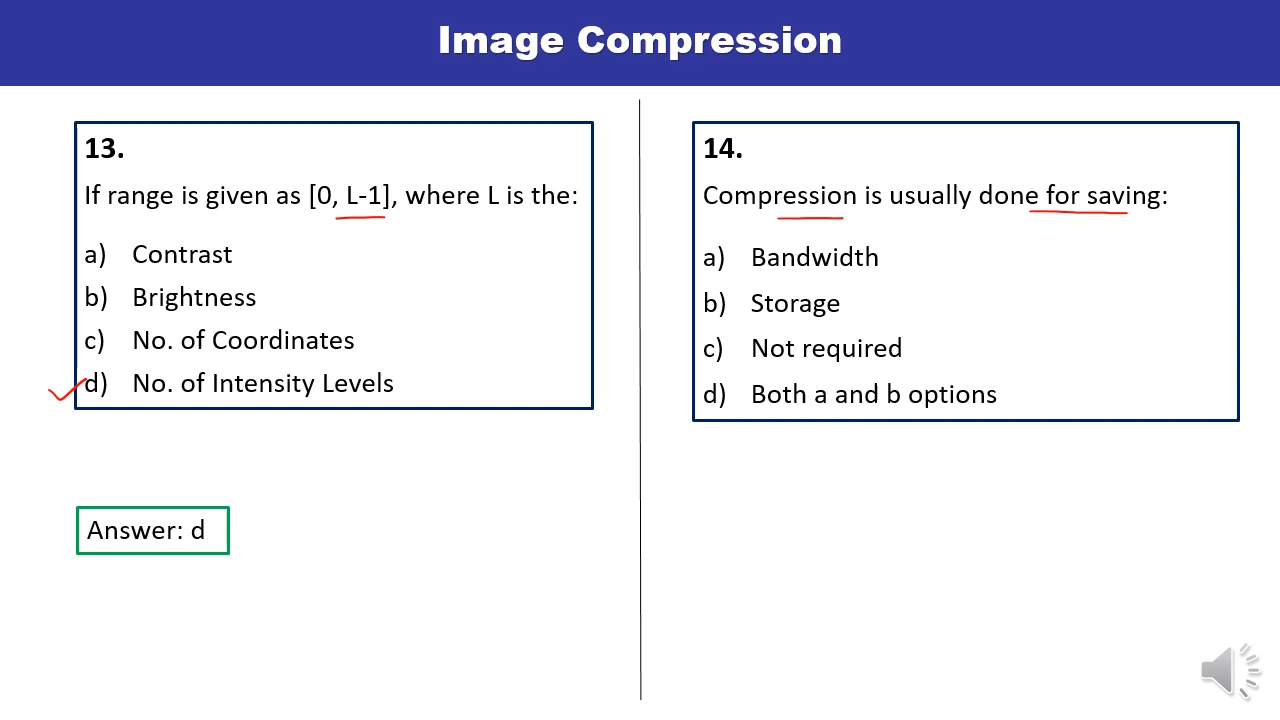 Image Compression
13.
If range is given as [0, L-1], where L is the:
a) Contrast
b) Brightness
c) No. of Coordinates
d) No. of Intensity Levels
Answer: d
14.
Compression is usually done for saving:
a) Bandwidth
b) Storage
c) Not required
d) Both a and b options